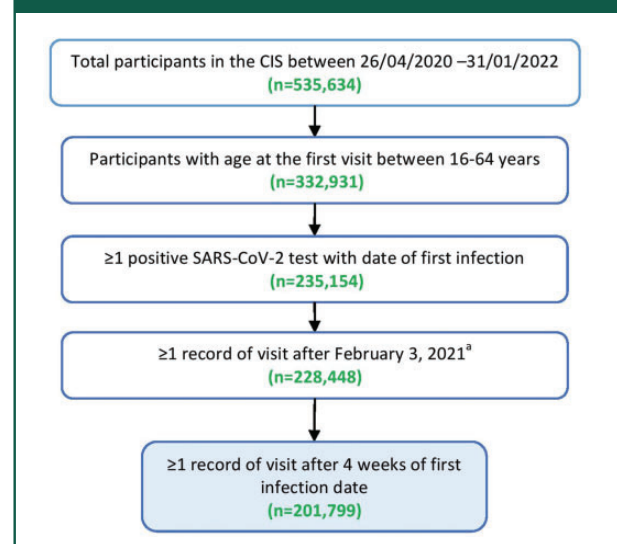 Total participants in the CIS between 26/04/2020 –31/01/2022
(n=535,634)
Participants with age at the first visit between 16-64 years
(n=332,931)
≥1 positive SARS-CoV-2 test with date of first infection
(n=235,154)
≥1 record of visit after February 3, 2021ª
(n=228,448)
≥1 record of visit after 4 weeks of first
infection date
(n=201,799)